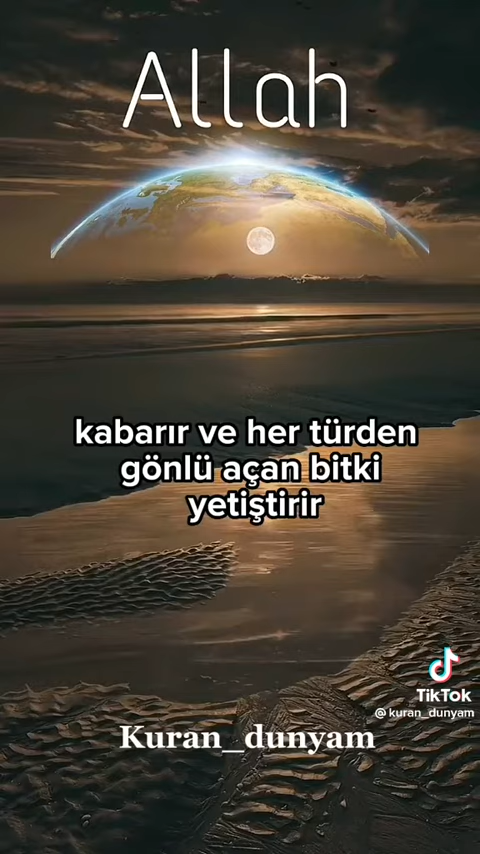 Allah
kabarır ve her türden
gönlü açan bitki
yetiştirir
TikTok
@kuran_dunyam
Kuran_dunyam